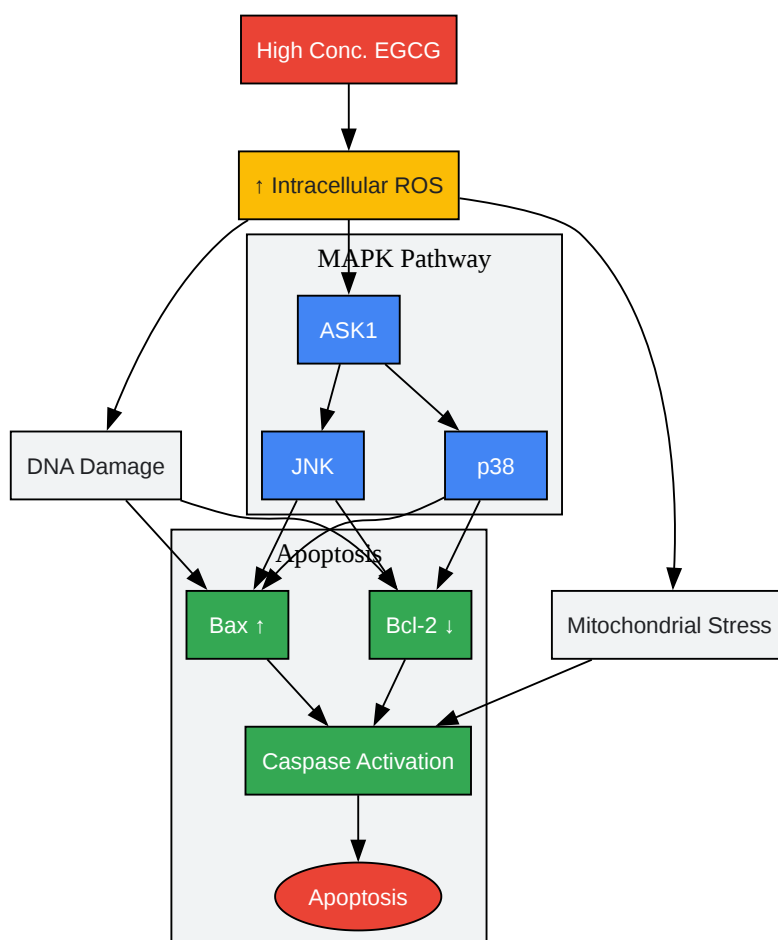 High Conc. EGCG
↑ Intracellular ROS
MAPK Pathway
ASK1
DNA Damage
JNK
p38
Apoptosis
Bax ↑
Bcl-2 ↓
Mitochondrial Stress
Caspase Activation
Apoptosis